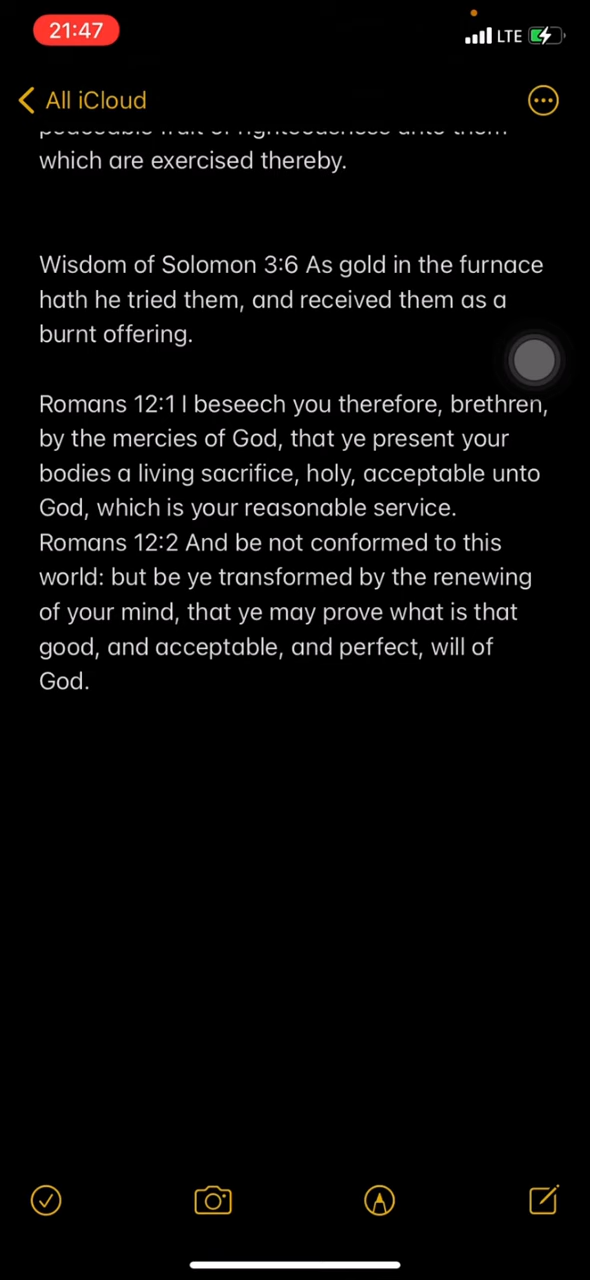 21:47
LTE
All iCloud
which are exercised thereby.
Wisdom of Solomon 3:6 As gold in the furnace
hath he tried them, and received them as a
burnt offering.
Romans 12:1 I beseech you therefore, brethren,
by the mercies of God, that ye present your
bodies a living sacrifice, holy, acceptable unto
God, which is your reasonable service.
Romans 12:2 And be not conformed to this
world: but be ye transformed by the renewing
of your mind, that ye may prove what is that
good, and acceptable, and perfect, will of
God.